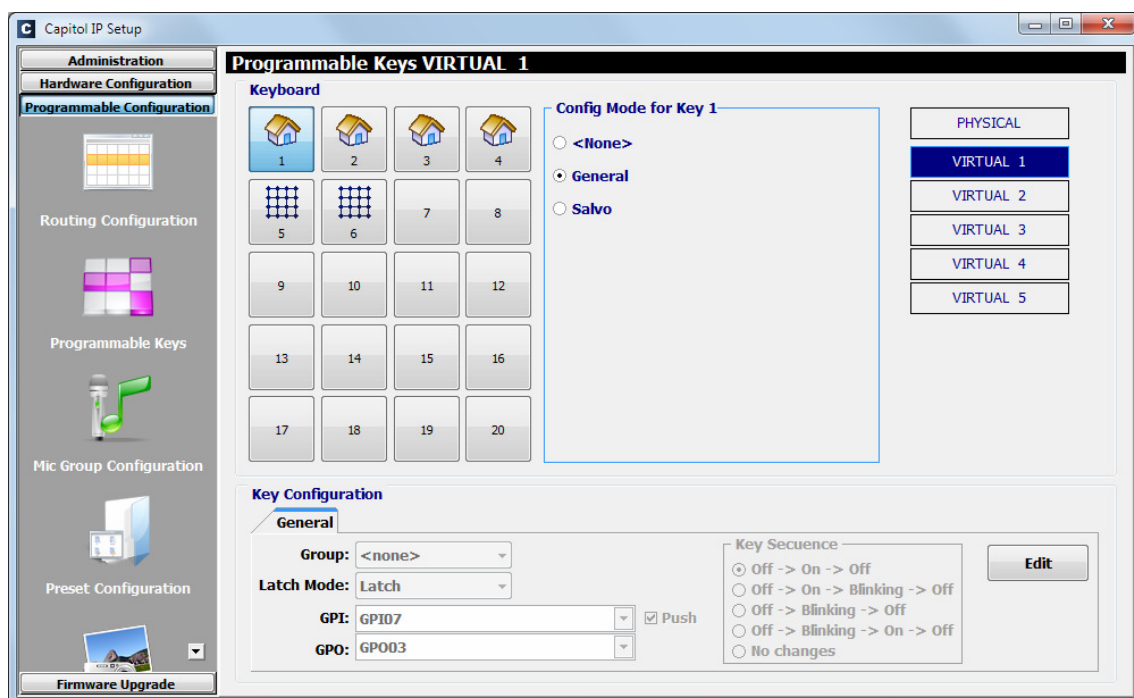 C Capitol IP Setup
Administration
Hardware Configuration
Programmable Configuration
Routing Configuration
Programmable Keys
Mic Group Configuration
Preset Configuration
Firmware Upgrade
Programmable Keys VIRTUAL 1
Keyboard
1 2 3 4
5 6 7 8
9 10 11 12
13 14 15 16
17 18 19 20
Config Mode for Key 1
<None>
General
Salvo
PHYSICAL
VIRTUAL 1
VIRTUAL 2
VIRTUAL 3
VIRTUAL 4
VIRTUAL 5
Key Configuration
General
Group: <none>
Latch Mode: Latch
GPI: GPI07 Push
GPO: GPO03
Key Secuence
Off -> On -> Off
Off -> On -> Blinking -> Off
Off -> Blinking -> Off
Off -> Blinking -> On -> Off
No changes
Edit